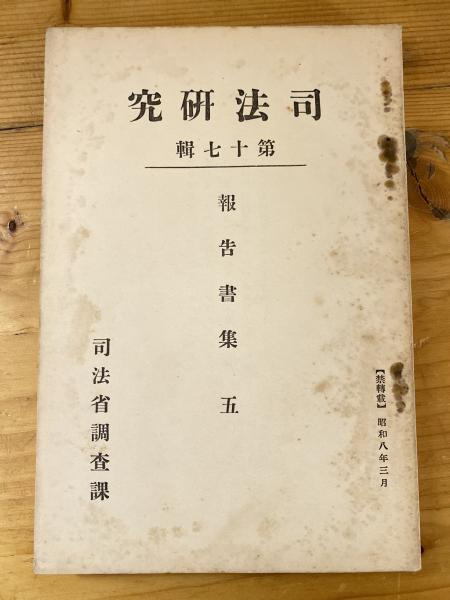 司法研究
第十七輯
報告書集 五
司法省調査課
【禁轉載】 昭和八年三月